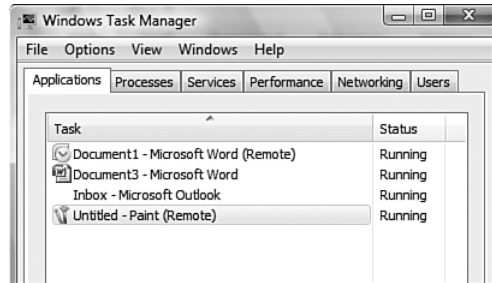 Windows Task Manager
File Options View Windows Help
Applications Processes Services Performance Networking Users
Task Status
Document1 - Microsoft Word (Remote) Running
Document3 - Microsoft Word Running
Inbox - Microsoft Outlook Running
Untitled - Paint (Remote) Running